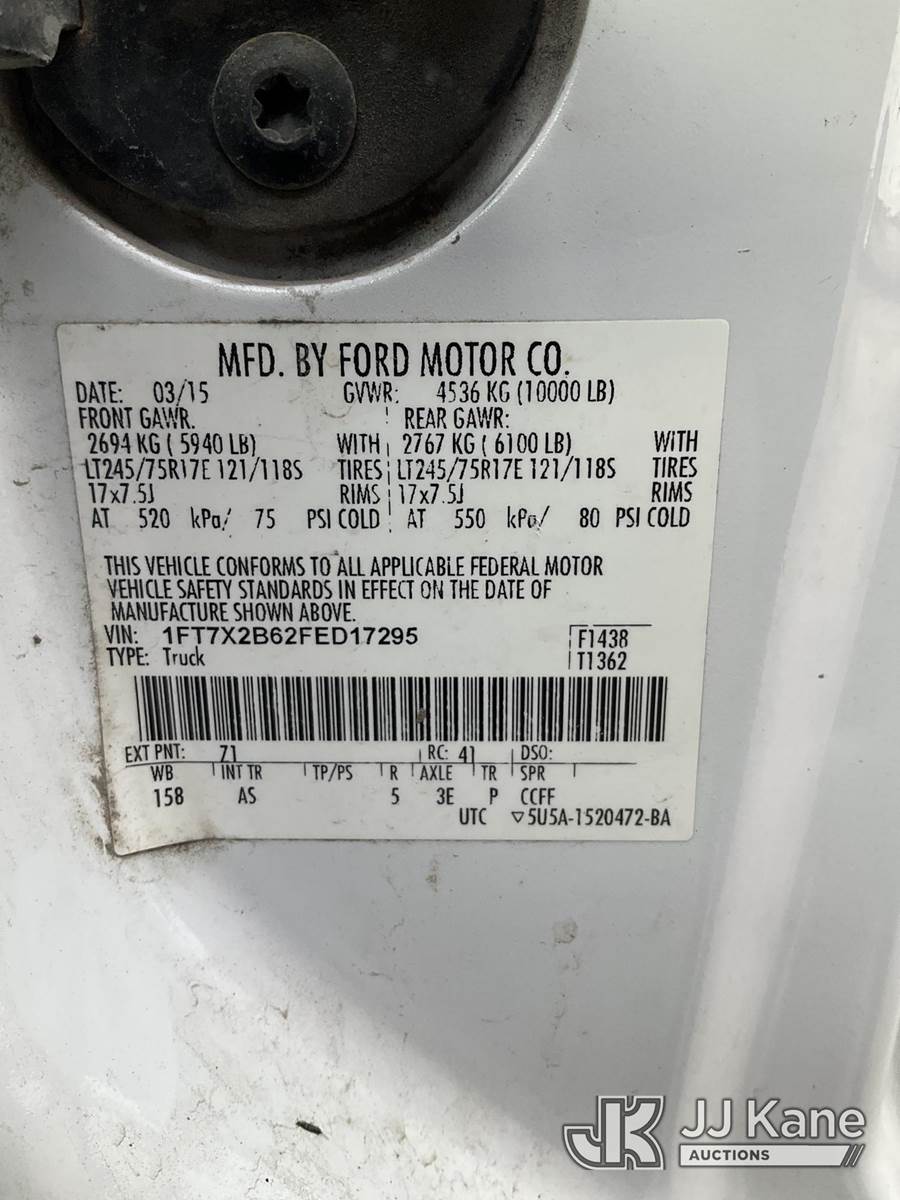 MFD. BY FORD MOTOR CO.
DATE: 03/15 GVWR: 4536 KG (10000 LB)
FRONT GAWR. REAR GAWR:
2694 KG ( 5940 LB) WITH 2767 KG ( 6100 LB) WITH
LT245/75R17E 121/118S TIRES LT245/75R17E 121/118S TIRES
17x7.5J RIMS 17x7.5J RIMS
AT 520 kPa/ 75 PSI COLD AT 550 kPa/ 80 PSI COLD
THIS VEHICLE CONFORMS TO ALL APPLICABLE FEDERAL MOTOR
VEHICLE SAFETY STANDARDS IN EFFECT ON THE DATE OF
MANUFACTURE SHOWN ABOVE.
VIN: 1FT7X2B62FED17295 F1438
TYPE: Truck T1362
EXT PNT: Z1 RC: 41 DSO:
WB INT TR TP/PS R AXLE TR SPR
158 AS 5 3E P CCFF
UTC ▽5U5A-1520472-BA
JK JJ Kane
AUCTIONS